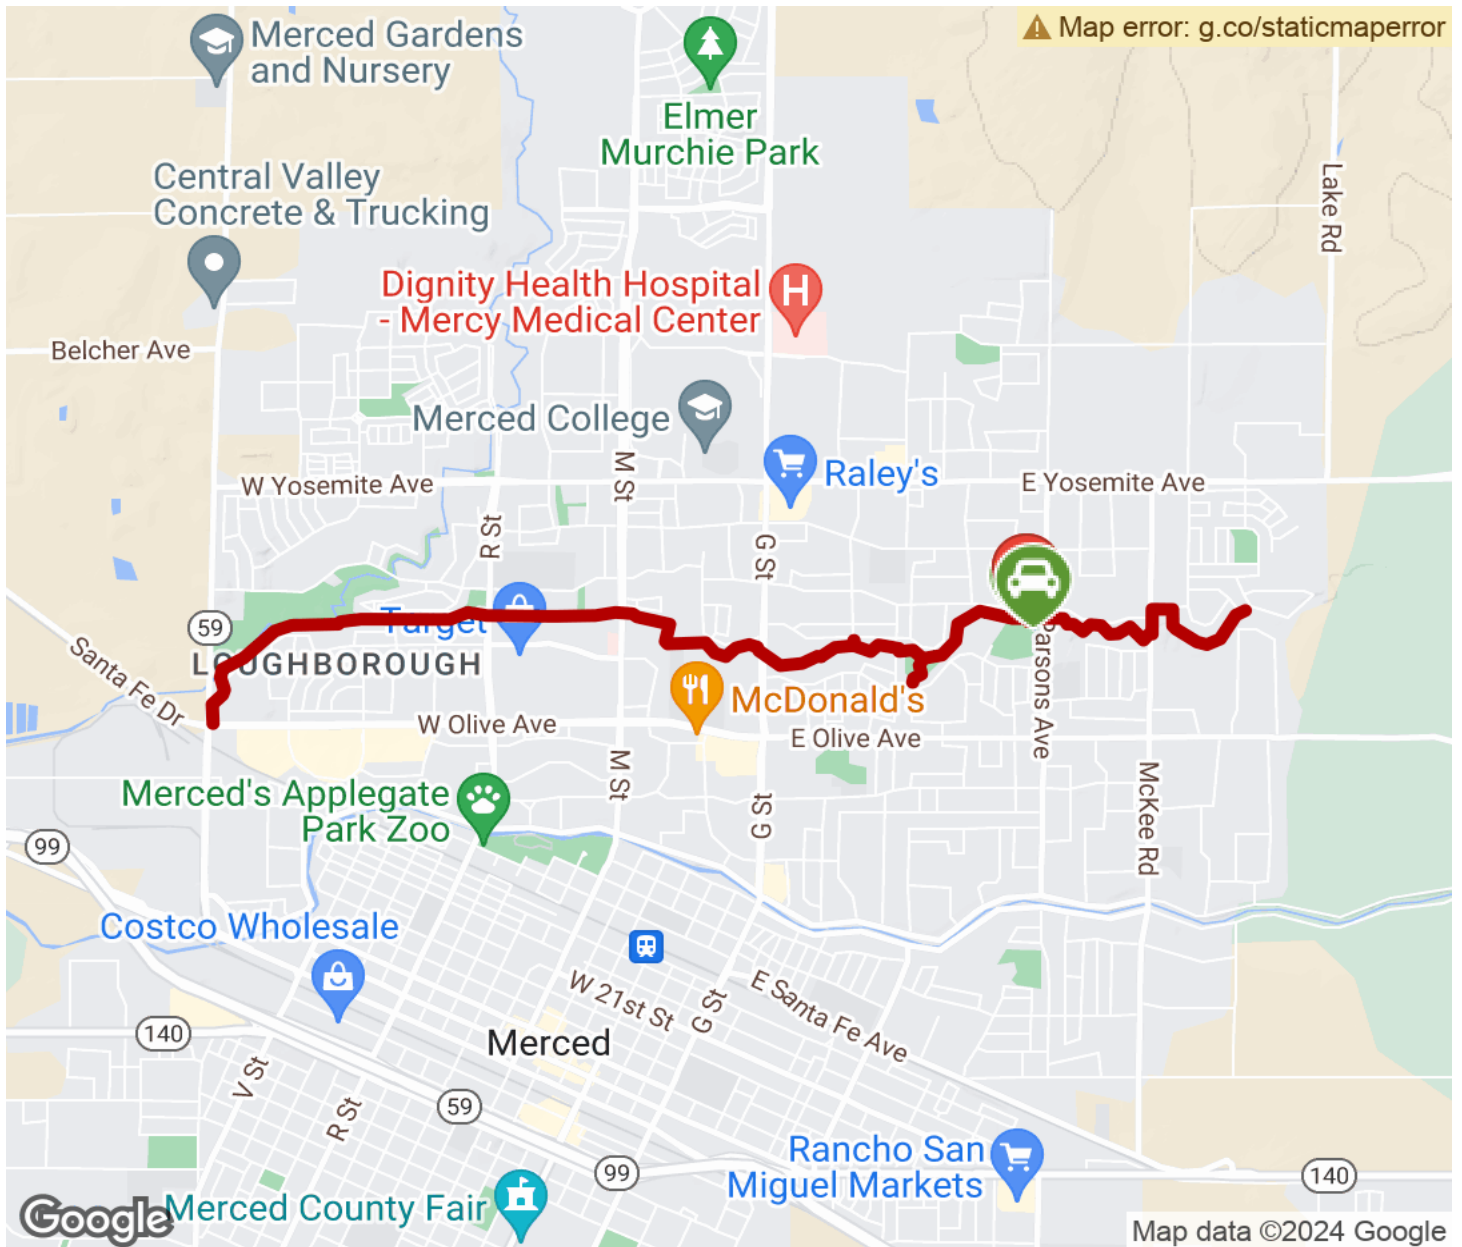 Merced Gardens
and Nursery
Map error: g.co/staticmaperror
Elmer
Murchie Park
Central Valley
Concrete & Trucking
Lake Rd
Dignity Health Hospital
- Mercy Medical Center
H
Belcher Ave
Merced College
M St
Raley's
W Yosemite Ave
E Yosemite Ave
R St
G St
59
Target
Santa Fe Dr
LOUGHBOROUGH
Parsons Ave
McDonald's
W Olive Ave
E Olive Ave
M St
McKee Rd
Merced's Applegate
Park Zoo
G St
99
Costco Wholesale
W 21st St
G St
E Santa Fe Ave
140
Merced
V St
R St
59
Rancho San
Miguel Markets
99
140
Merced County Fair
Google
Map data ©2024 Google